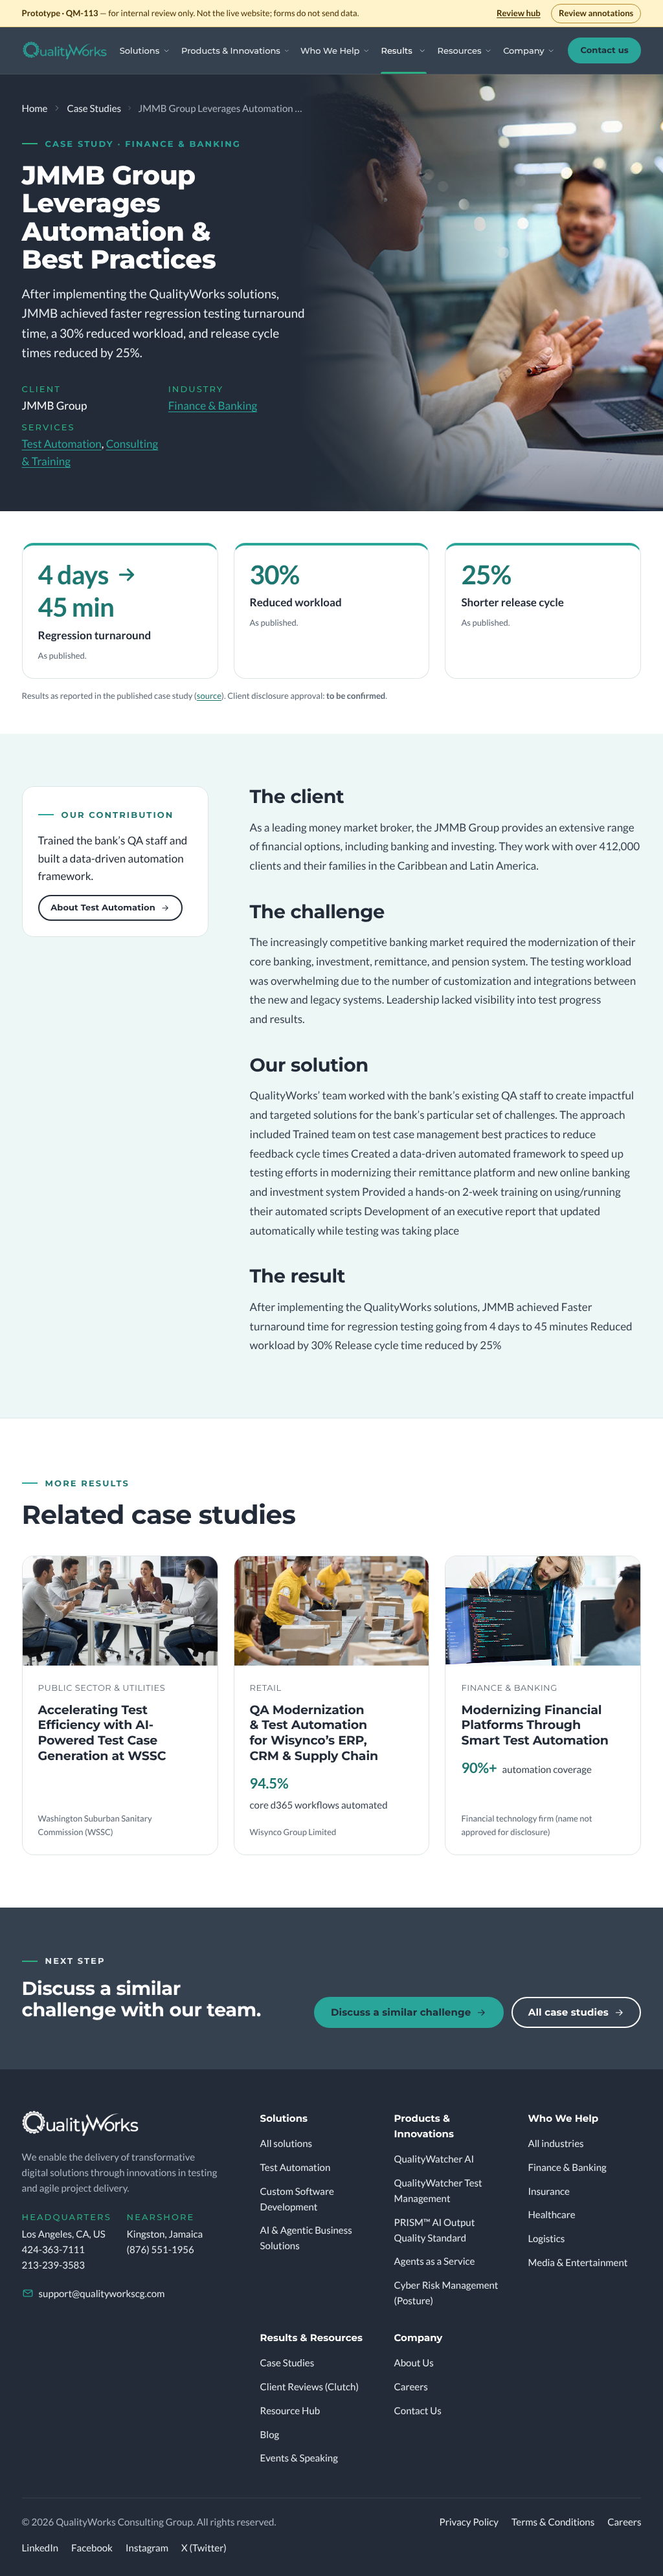 Prototype · QM-113 — for internal review only. Not the live website; forms do not send data. Review hub Review annotations
QualityWorks Solutions Products & Innovations Who We Help Results Resources Company Contact us
Home > Case Studies > JMMB Group Leverages Automation ...
CASE STUDY · FINANCE & BANKING
JMMB Group
Leverages
Automation &
Best Practices
After implementing the QualityWorks solutions,
JMMB achieved faster regression testing turnaround
time, a 30% reduced workload, and release cycle
times reduced by 25%.
CLIENT
JMMB Group
INDUSTRY
Finance & Banking
SERVICES
Test Automation, Consulting
& Training
4 days →
45 min
Regression turnaround
As published.
30%
Reduced workload
As published.
25%
Shorter release cycle
As published.
Results as reported in the published case study (source). Client disclosure approval: to be confirmed.
OUR CONTRIBUTION
Trained the bank's QA staff and
built a data-driven automation
framework.
About Test Automation →
The client
As a leading money market broker, the JMMB Group provides an extensive range
of financial options, including banking and investing. They work with over 412,000
clients and their families in the Caribbean and Latin America.
The challenge
The increasingly competitive banking market required the modernization of their
core banking, investment, remittance, and pension system. The testing workload
was overwhelming due to the number of customization and integrations between
the new and legacy systems. Leadership lacked visibility into test progress
and results.
Our solution
QualityWorks' team worked with the bank's existing QA staff to create impactful
and targeted solutions for the bank's particular set of challenges. The approach
included Trained team on test case management best practices to reduce
feedback cycle times Created a data-driven automated framework to speed up
testing efforts in modernizing their remittance platform and new online banking
and investment system Provided a hands-on 2-week training on using/running
their automated scripts Development of an executive report that updated
automatically while testing was taking place
The result
After implementing the QualityWorks solutions, JMMB achieved Faster
turnaround time for regression testing going from 4 days to 45 minutes Reduced
workload by 30% Release cycle time reduced by 25%
MORE RESULTS
Related case studies
PUBLIC SECTOR & UTILITIES
Accelerating Test
Efficiency with AI-
Powered Test Case
Generation at WSSC
Washington Suburban Sanitary
Commission (WSSC)
RETAIL
QA Modernization
& Test Automation
for Wisynco's ERP,
CRM & Supply Chain
94.5%
core d365 workflows automated
Wisynco Group Limited
FINANCE & BANKING
Modernizing Financial
Platforms Through
Smart Test Automation
90%+ automation coverage
Financial technology firm (name not
approved for disclosure)
NEXT STEP
Discuss a similar
challenge with our team.
Discuss a similar challenge → All case studies →
QualityWorks
We enable the delivery of transformative
digital solutions through innovations in testing
and agile project delivery.
HEADQUARTERS
Los Angeles, CA, US
424-363-7111
213-239-3583
NEARSHORE
Kingston, Jamaica
(876) 551-1956
support@qualityworkscg.com
Solutions
All solutions
Test Automation
Custom Software
Development
AI & Agentic Business
Solutions
Products &
Innovations
QualityWatcher AI
QualityWatcher Test
Management
PRISM™ AI Output
Quality Standard
Agents as a Service
Cyber Risk Management
(Posture)
Who We Help
All industries
Finance & Banking
Insurance
Healthcare
Logistics
Media & Entertainment
Results & Resources
Case Studies
Client Reviews (Clutch)
Resource Hub
Blog
Events & Speaking
Company
About Us
Careers
Contact Us
© 2026 QualityWorks Consulting Group. All rights reserved. Privacy Policy Terms & Conditions Careers
LinkedIn Facebook Instagram X (Twitter)